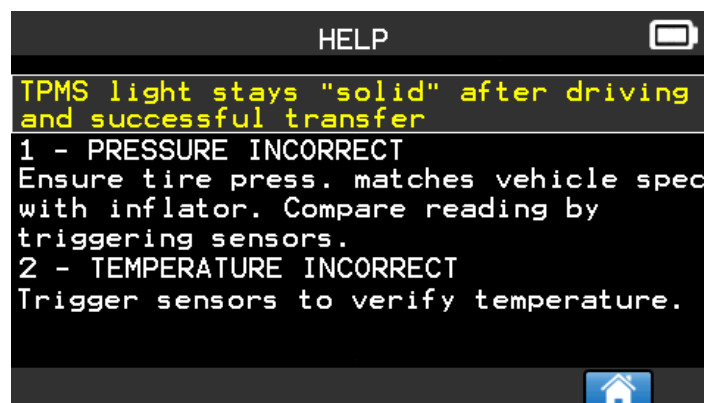 HELP
TPMS light stays "solid" after driving
and successful transfer
1 - PRESSURE INCORRECT
Ensure tire press. matches vehicle spec
with inflator. Compare reading by
triggering sensors.
2 - TEMPERATURE INCORRECT
Trigger sensors to verify temperature.